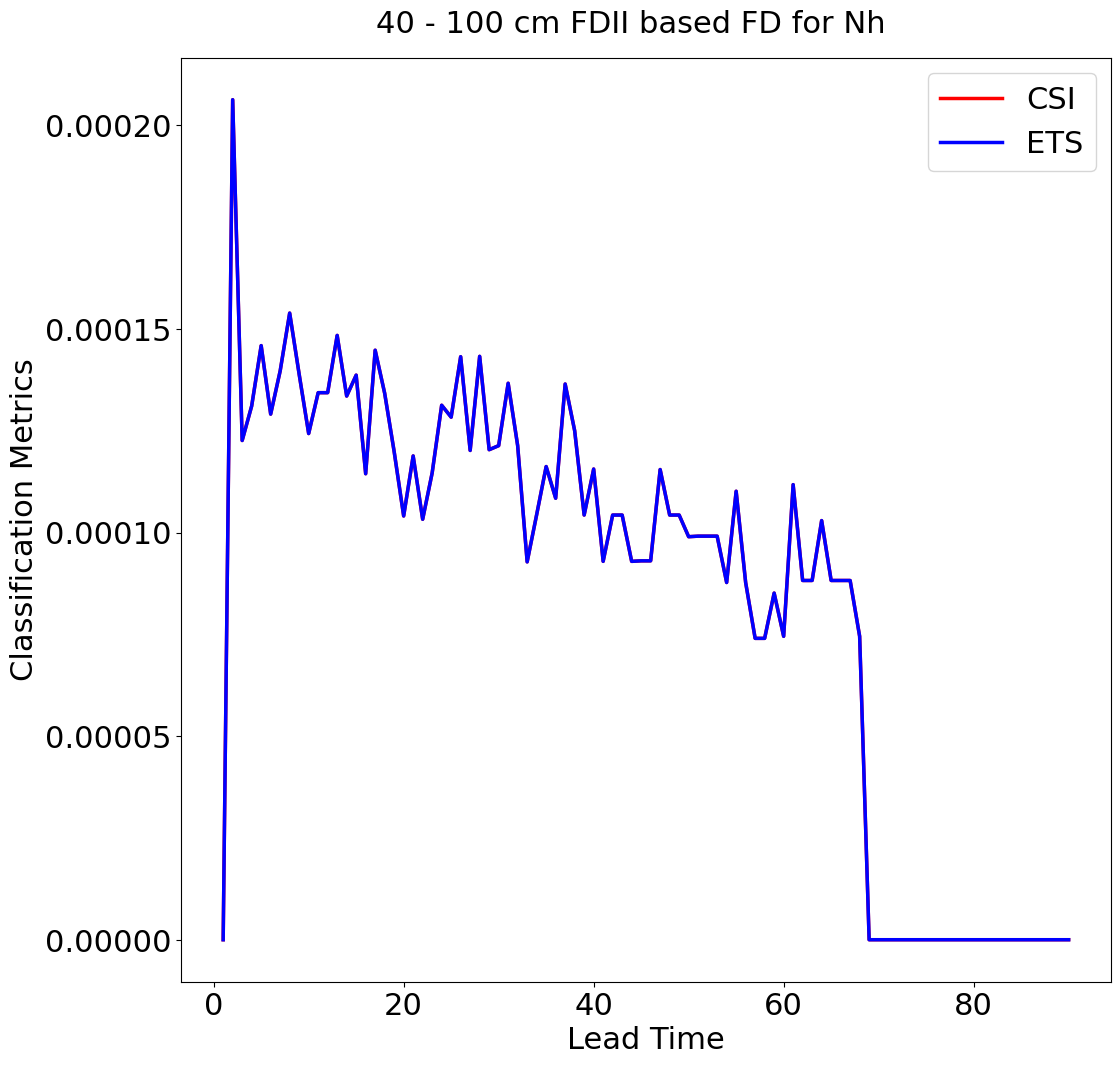 40 - 100 cm FDII based FD for Nh
CSI
ETS
Classification Metrics
0.00020
0.00015
0.00010
0.00005
0.00000
0 20 40 60 80
Lead Time